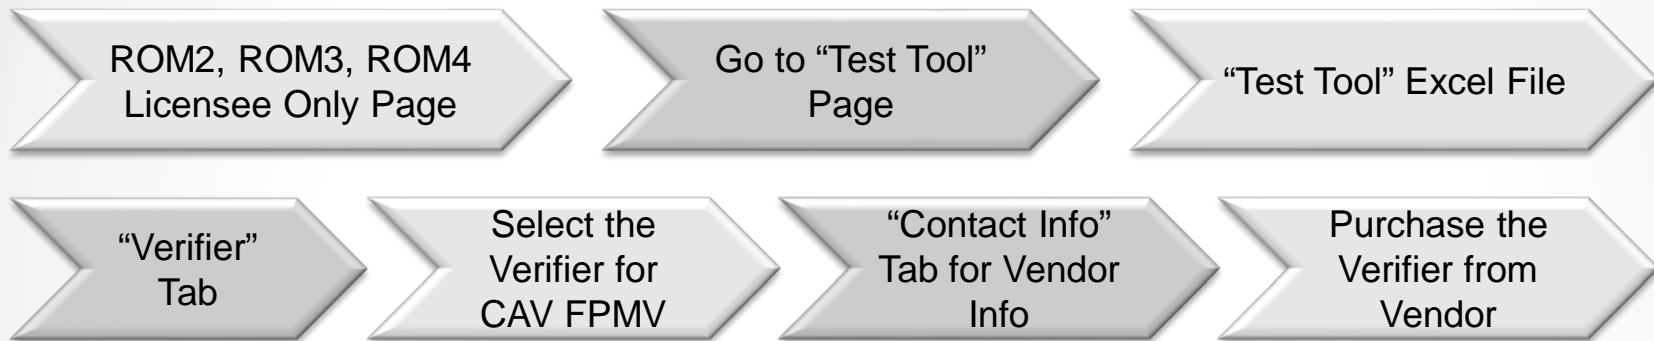 ROM2, ROM3, ROM4
Licensee Only Page
Go to “Test Tool”
Page
“Test Tool” Excel File
“Verifier”
Tab
Select the
Verifier for
CAV FPMV
“Contact Info”
Tab for Vendor
Info
Purchase the
Verifier from
Vendor